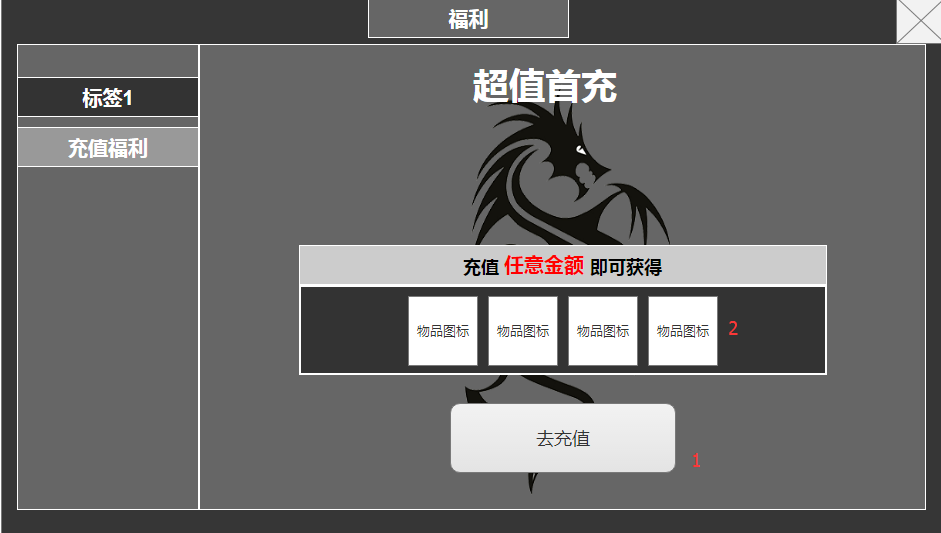 福利
标签1
充值福利
超值首充
充值 任意金额 即可获得
物品图标 物品图标 物品图标 物品图标 2
去充值
1